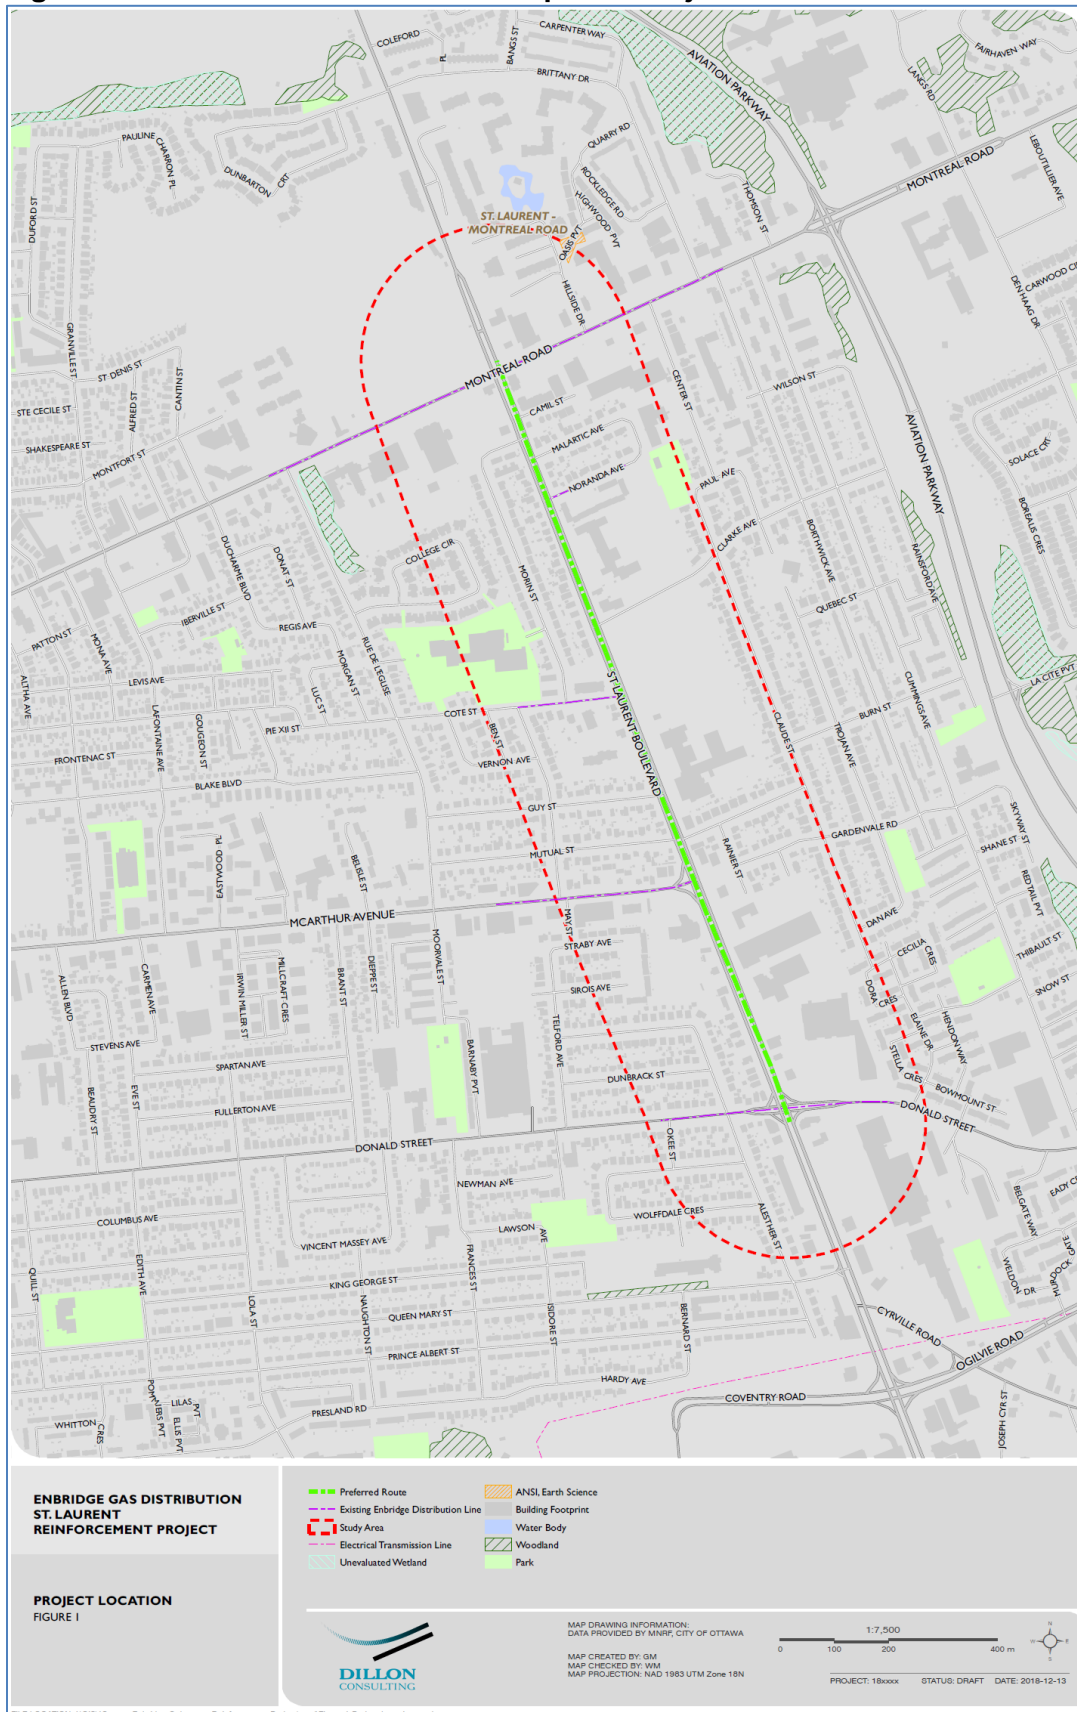 COLEFORD
PL
BANGS ST
CARPENTER WAY
BRITTANY DR
AVIATION PARKWAY
LANGS RD
FAIRHAVEN WAY
LEBOUTILLIER AVE
MONTREAL ROAD
PAULINE
CHARRON PL
DUNBARTON CRT
DUFORD ST
QUARRY RD
ROCKLEDGE RD
HIGHWOOD PVT
THOMSON ST
ST. LAURENT -
MONTREAL ROAD
OASIS PVT
HILLSIDE DR
CARWOOD CI
DEN HAAG DR
GRANVILLE ST
ST DENIS ST
ALFRED ST
CANTIN ST
STE CECILE ST
SHAKESPEARE ST
MONTFORT ST
MONTREAL ROAD
CAMIL ST
MALARTIC AVE
NORANDA AVE
CENTER ST
WILSON ST
PAUL AVE
CLARKE AVE
AVIATION PARKWAY
SOLACE CRT
BOREALIS CRES
BORTHWICK AVE
RAINSFORD AVE
QUEBEC ST
DUCHARME BLVD
DONAT ST
COLLEGE CIR
MORIN ST
IBERVILLE ST
REGIS AVE
PATTON ST
MONA AVE
ALTHA AVE
LEVIS AVE
LUC ST
MORGAN ST
RUE DE L'EGLISE
LAFONTAINE AVE
GOUGEON ST
PIE XII ST
COTE ST
BEN ST
VERNON AVE
ST LAURENT BOULEVARD
CLAUDE ST
TROJAN AVE
BURN ST
CUMMINGS AVE
LA CITE PVT
FRONTENAC ST
BLAKE BLVD
GUY ST
MUTUAL ST
RAINIER ST
GARDENVALE RD
SKYWAY ST
SHANE ST
REDTAIL PVT
EASTWOOD PL
BELISLE ST
MCARTHUR AVENUE
MAY ST
STRABY AVE
SIROIS AVE
DAN AVE
CECILIA CRES
THIBAULT ST
SNOW ST
DORA CRES
ELAINE DR
HENDON WAY
STELLA CRES
BOWMOUNT ST
ALLEN BLVD
CARMEN AVE
IRWIN MILLER ST
MILLCRAFT CRES
BRANT ST
DIEPPE ST
MOORVALE ST
TELFORD AVE
BARNABY PVT
DUNBRACK ST
STEVENS AVE
SPARTAN AVE
BEAUDRY ST
EVE ST
FULLERTON AVE
DONALD STREET
DONALD STREET
OKEE ST
NEWMAN AVE
WOLFFDALE CRES
ALESTHER ST
LAWSON AVE
BELGATE WAY
EADY C
COLUMBUS AVE
VINCENT MASSEY AVE
FRANCES ST
KING GEORGE ST
QUILL ST
EDITH AVE
LOLA ST
NAUGHTON ST
QUEEN MARY ST
ISIDORE ST
BERNARD ST
WELDON DR
MURDOCK GATE
CYRVILLE ROAD
OGILVIE ROAD
PRINCE ALBERT ST
HARDY AVE
COVENTRY ROAD
PRESLAND RD
LILAS PVT
ELLIS PVT
WHITTON CRES
JOSEPH CYR ST
ENBRIDGE GAS DISTRIBUTION
ST. LAURENT
REINFORCEMENT PROJECT
PROJECT LOCATION
FIGURE 1
Preferred Route
Existing Enbridge Distribution Line
Study Area
Electrical Transmission Line
Unevaluated Wetland
ANSI, Earth Science
Building Footprint
Water Body
Woodland
Park
DILLON
CONSULTING
MAP DRAWING INFORMATION:
DATA PROVIDED BY MNRF, CITY OF OTTAWA
MAP CREATED BY: GM
MAP CHECKED BY: WM
MAP PROJECTION: NAD 1983 UTM Zone 18N
1:7,500
0 100 200 400 m
N
W E
S
PROJECT: 18xxxx STATUS: DRAFT DATE: 2018-12-13